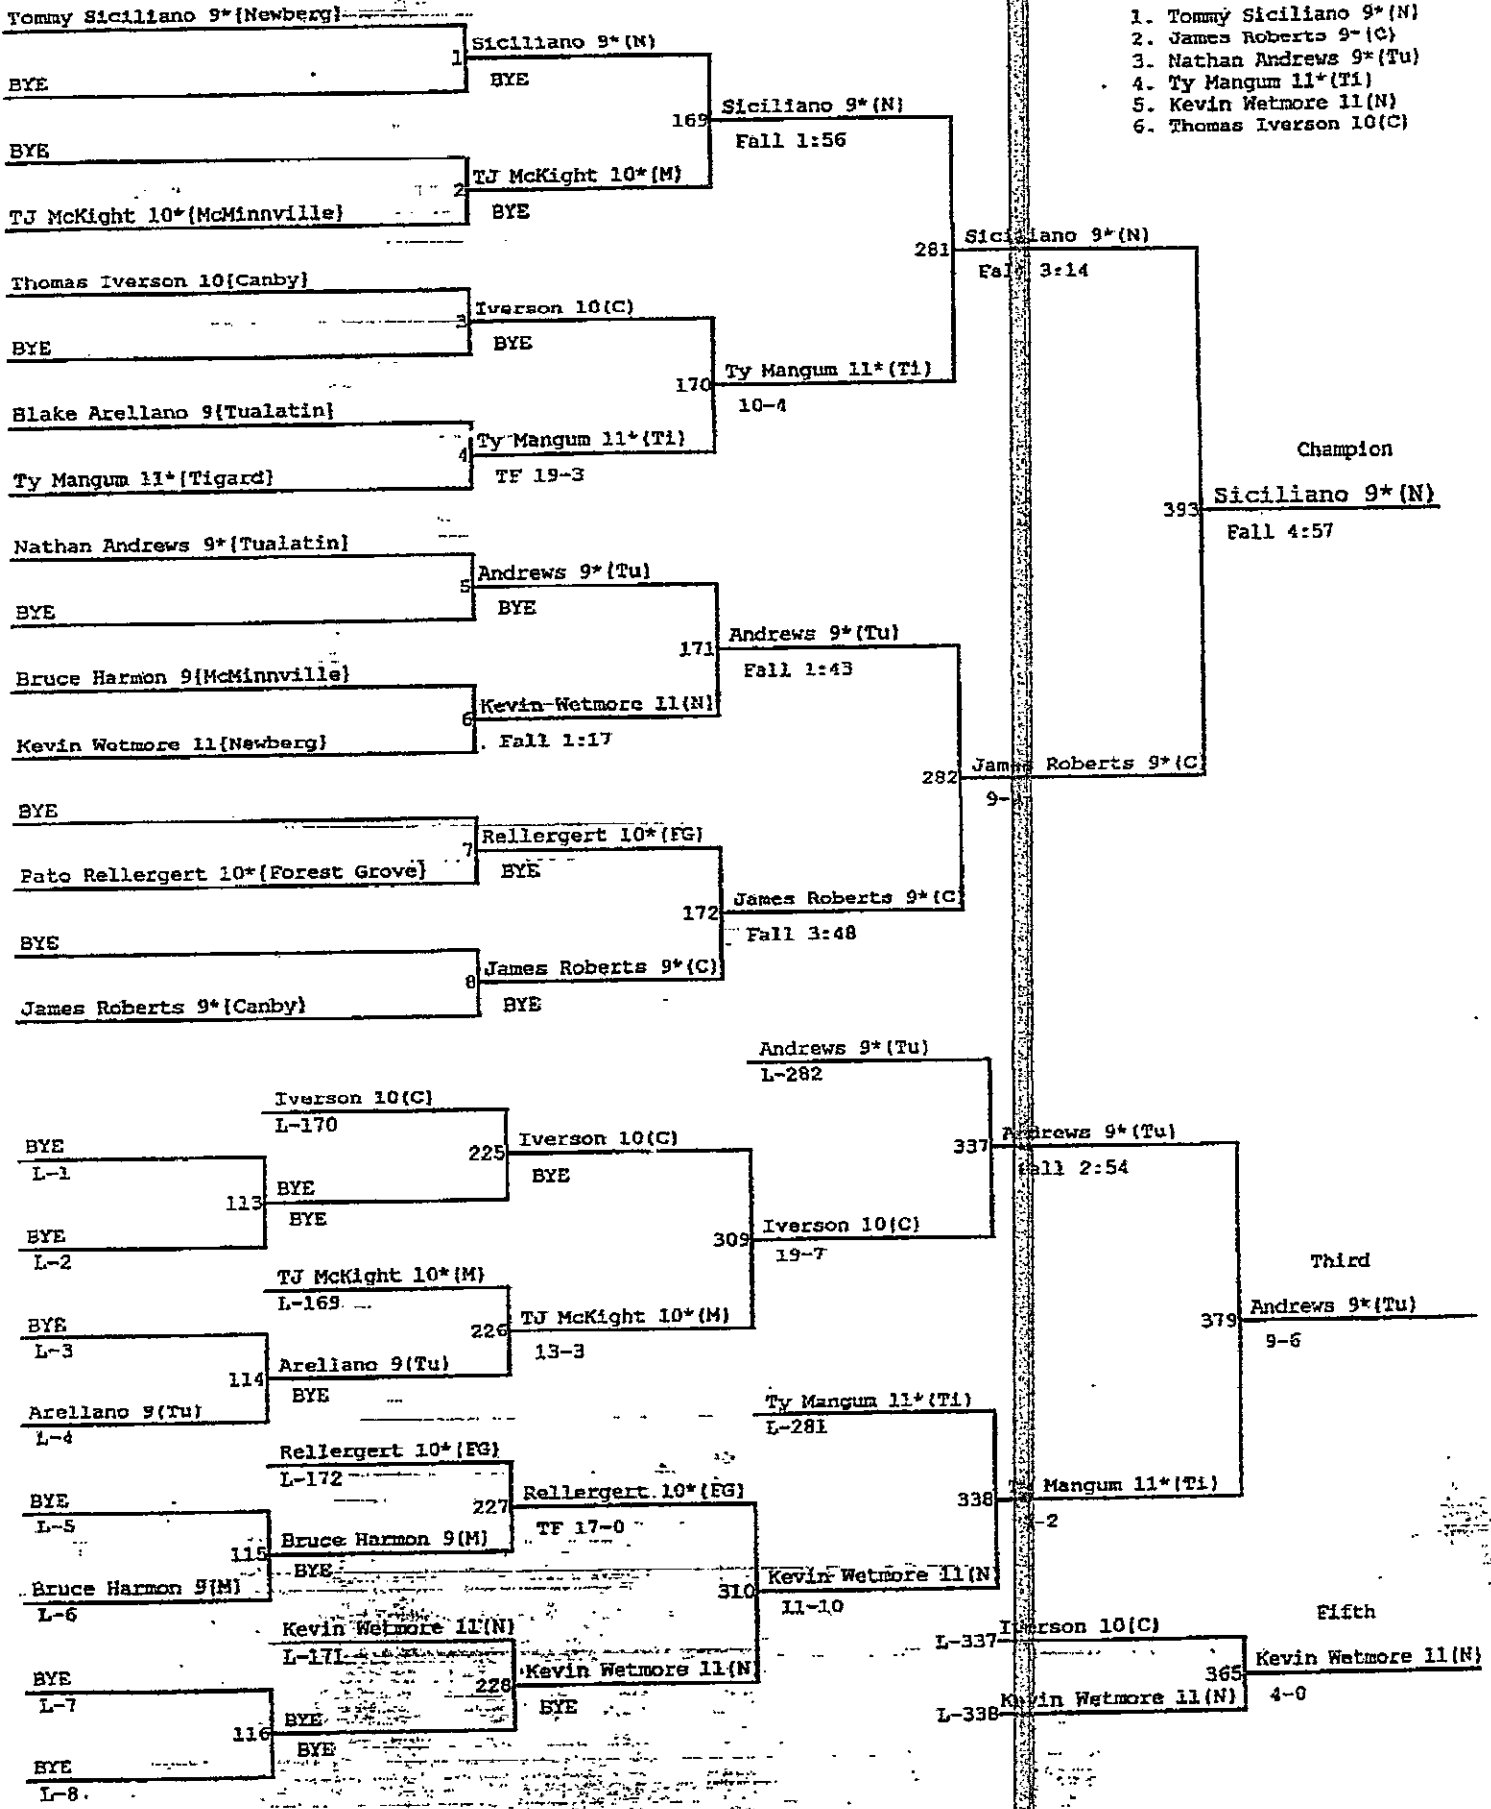 Tommy Siciliano 9*{Newberg}
1 Siciliano 9*(N)
BYE
BYE
169 Siciliano 9*(N)
Fall 1:56
BYE
2 TJ McKight 10*(M)
BYE
TJ McKight 10*{McMinnville}
281 Siciliano 9*(N)
Fall 3:14
Thomas Iverson 10{Canby}
3 Iverson 10(C)
BYE
BYE
170 Ty Mangum 11*(Ti)
10-4
Blake Arellano 9{Tualatin}
4 Ty Mangum 11*(Ti)
TF 19-3
Ty Mangum 11*{Tigard}
Champion
393 Siciliano 9*(N)
Fall 4:57
Nathan Andrews 9*{Tualatin}
5 Andrews 9*(Tu)
BYE
BYE
171 Andrews 9*(Tu)
Fall 1:43
Bruce Harmon 9{McMinnville}
6 Kevin Wetmore 11(N)
Fall 1:17
Kevin Wetmore 11{Newberg}
282 James Roberts 9*(C
9-
BYE
7 Rellergert 10*(FG)
BYE
Pato Rellergert 10*{Forest Grove}
172 James Roberts 9*(C
Fall 3:48
BYE
8 James Roberts 9*(C)
BYE
James Roberts 9*{Canby}
1. Tommy Siciliano 9*(N)
2. James Roberts 9*(C)
3. Nathan Andrews 9*(Tu)
4. Ty Mangum 11*(Ti)
5. Kevin Wetmore 11(N)
6. Thomas Iverson 10(C)
Andrews 9*(Tu)
L-282
Iverson 10(C)
L-170
225 Iverson 10(C)
BYE
BYE
L-1
113 BYE
BYE
BYE
L-2
337 Andrews 9*(Tu)
Fall 2:54
309 Iverson 10(C)
19-7
TJ McKight 10*(M)
L-169
226 TJ McKight 10*(M)
13-3
BYE
L-3
114 Arellano 9(Tu)
BYE
Arellano 9(Tu)
L-4
Third
379 Andrews 9*(Tu)
9-6
Ty Mangum 11*(Ti)
L-281
Rellergert 10*(FG)
L-172
227 Rellergert 10*(FG)
TF 17-0
BYE
L-5
115 Bruce Harmon 9(M)
BYE
Bruce Harmon 9(M)
L-6
338 Ty Mangum 11*(Ti)
-2
310 Kevin Wetmore 11(N
11-10
Kevin Wetmore 11(N)
L-171
228 Kevin Wetmore 11(N)
BYE
BYE
L-7
116 BYE
BYE
BYE
L-8
Fifth
L-337 Iverson 10(C)
365 Kevin Wetmore 11(N)
4-0
L-338 Kevin Wetmore 11(N)